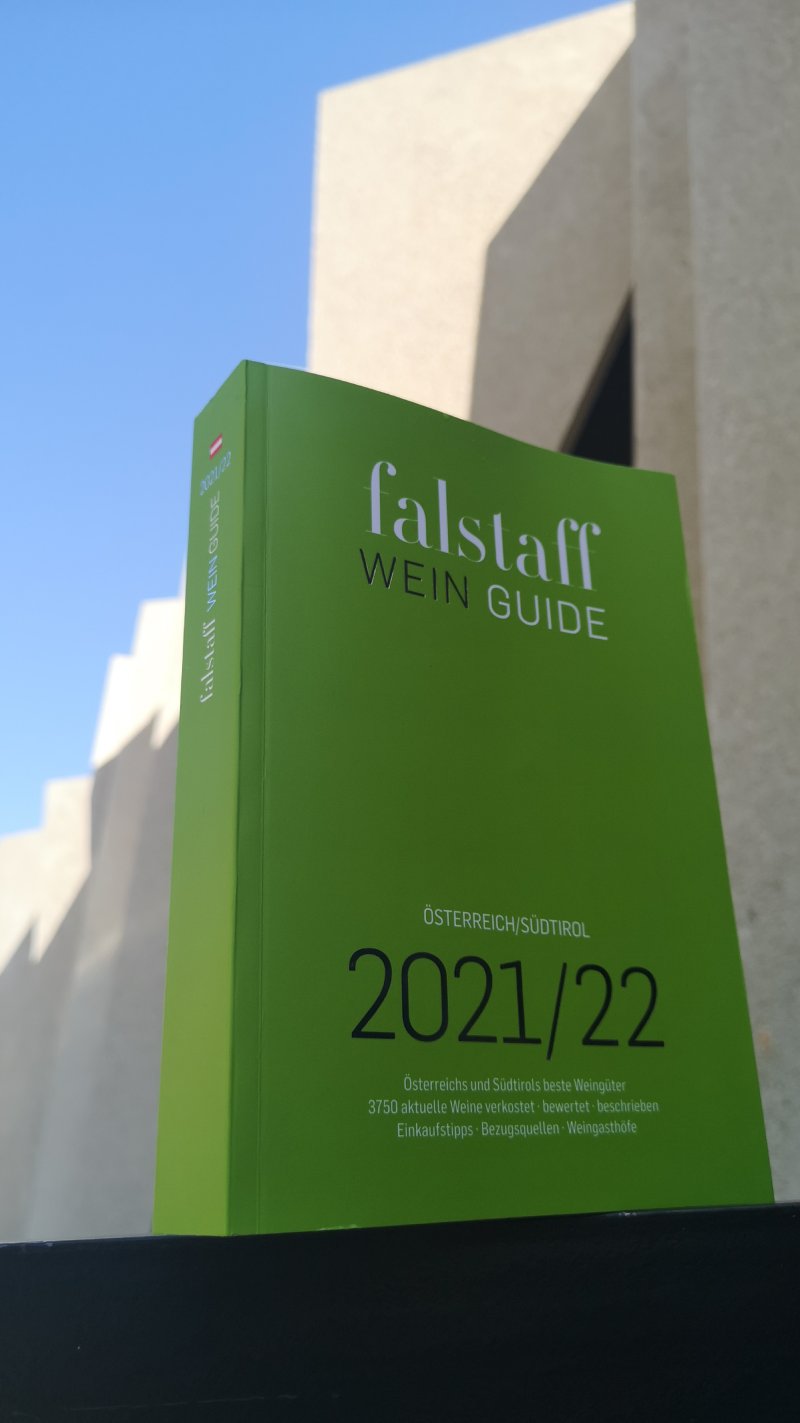 falstaff
WEIN GUIDE
ÖSTERREICH/SÜDTIROL
2021/22
Österreichs und Südtirols beste Weingüter
3750 aktuelle Weine verkostet · bewertet · beschrieben
Einkaufstipps · Bezugsquellen · Weingasthöfe
falstaff WEIN GUIDE 2021/22